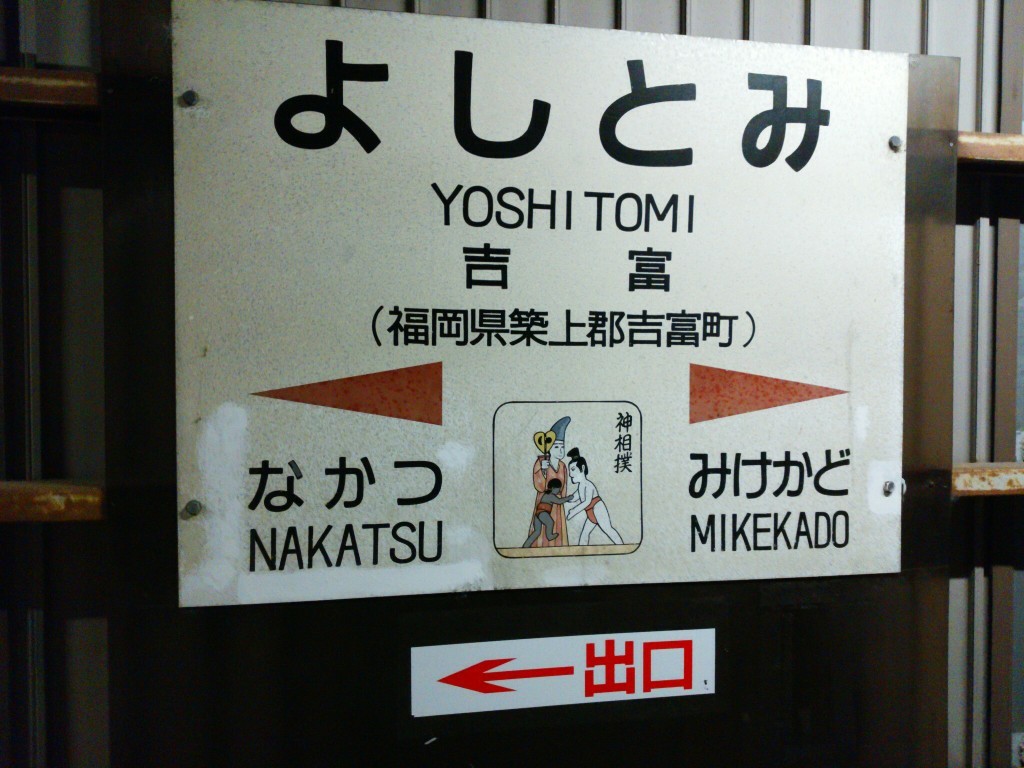 よしとみ
YOSHITOMI
吉富
(福岡県築上郡吉富町)
神相撲
なかつ
NAKATSU
みけかど
MIKEKADO
出口